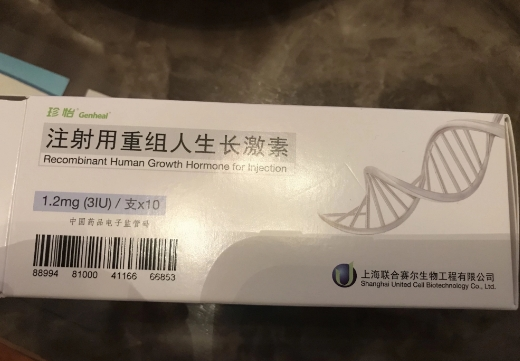 珍怡® Genheal®
注射用重组人生长激素
Recombinant Human Growth Hormone for Injection
1.2mg (3IU) / 支x10
中国药品电子监管码
88994 81000 41166 66853
上海联合赛尔生物工程有限公司
Shanghai United Cell Biotechnology Co., Ltd.